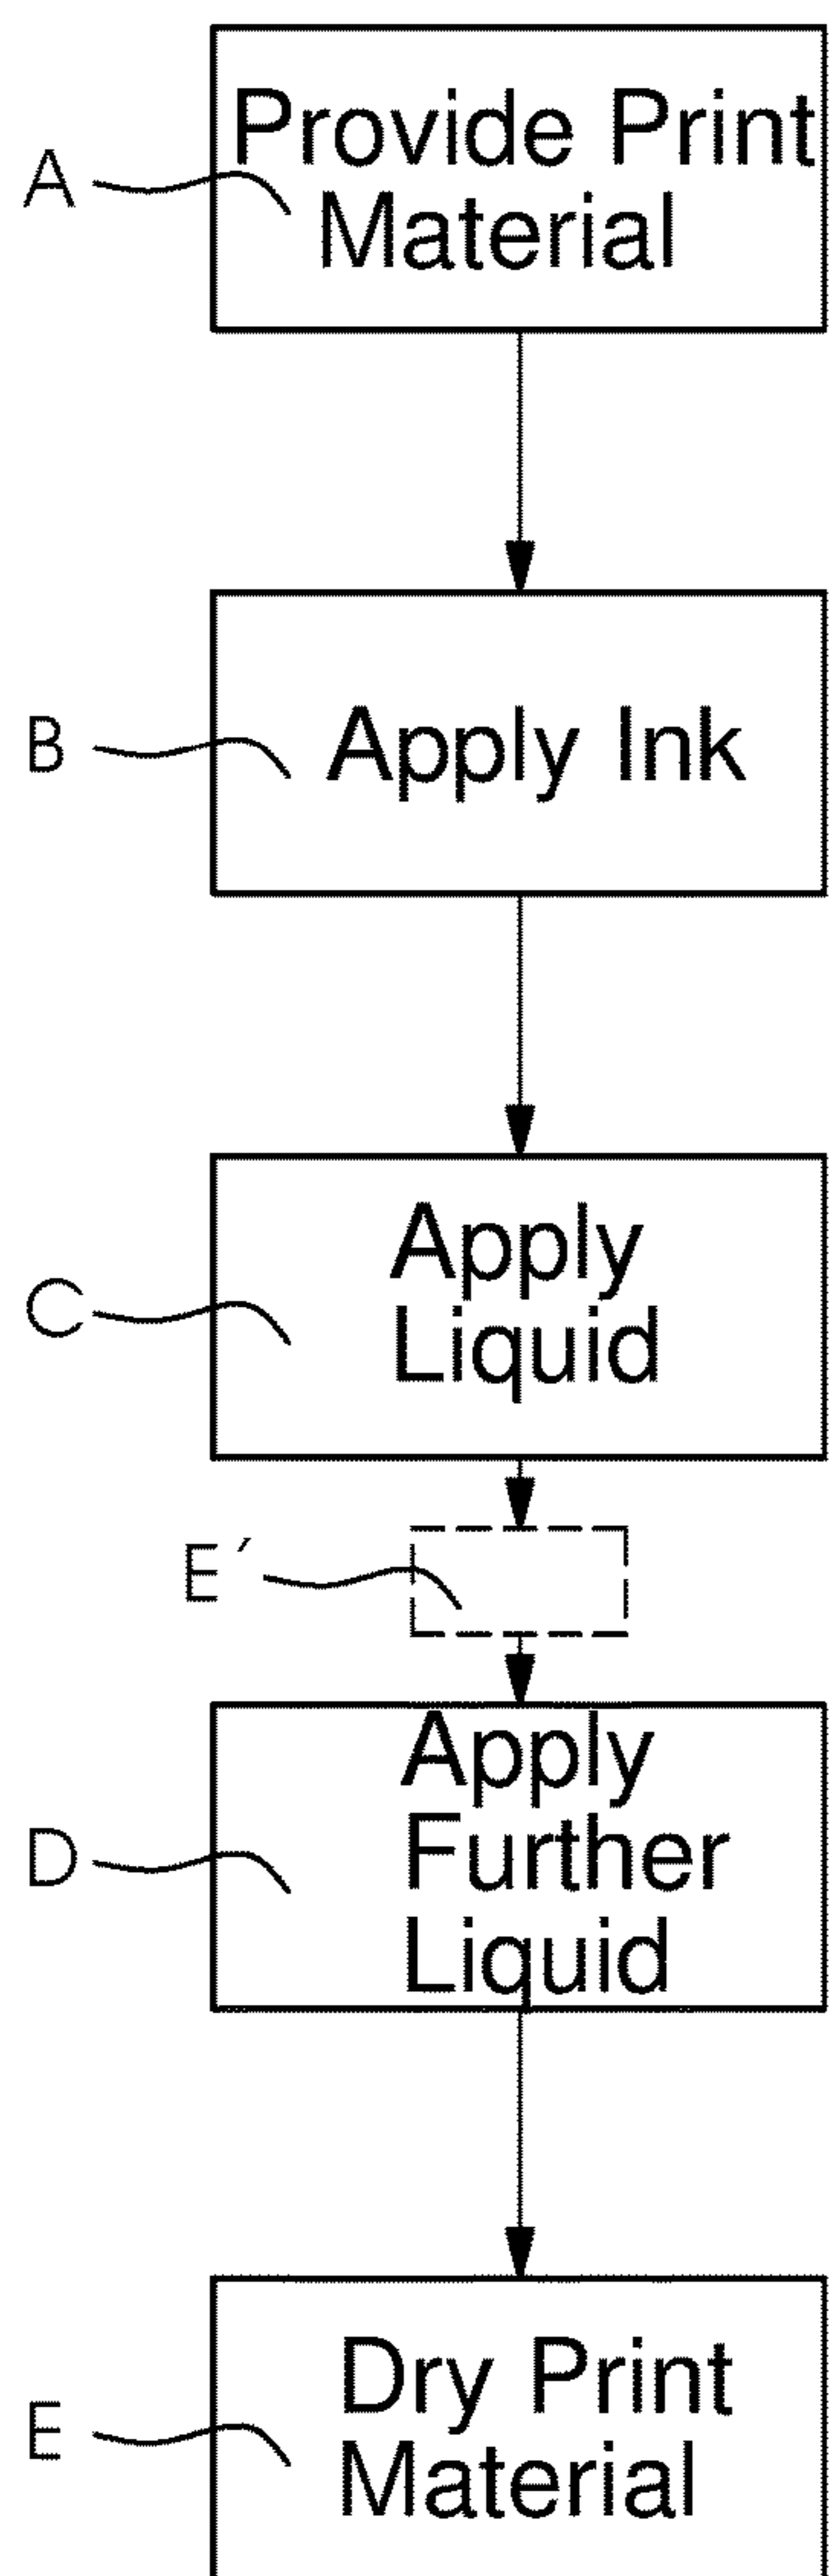 Provide Print
A
Material
B
Apply Ink
Apply
C
Liquid
E′
Apply
D
Further
Liquid
Dry Print
E
Material